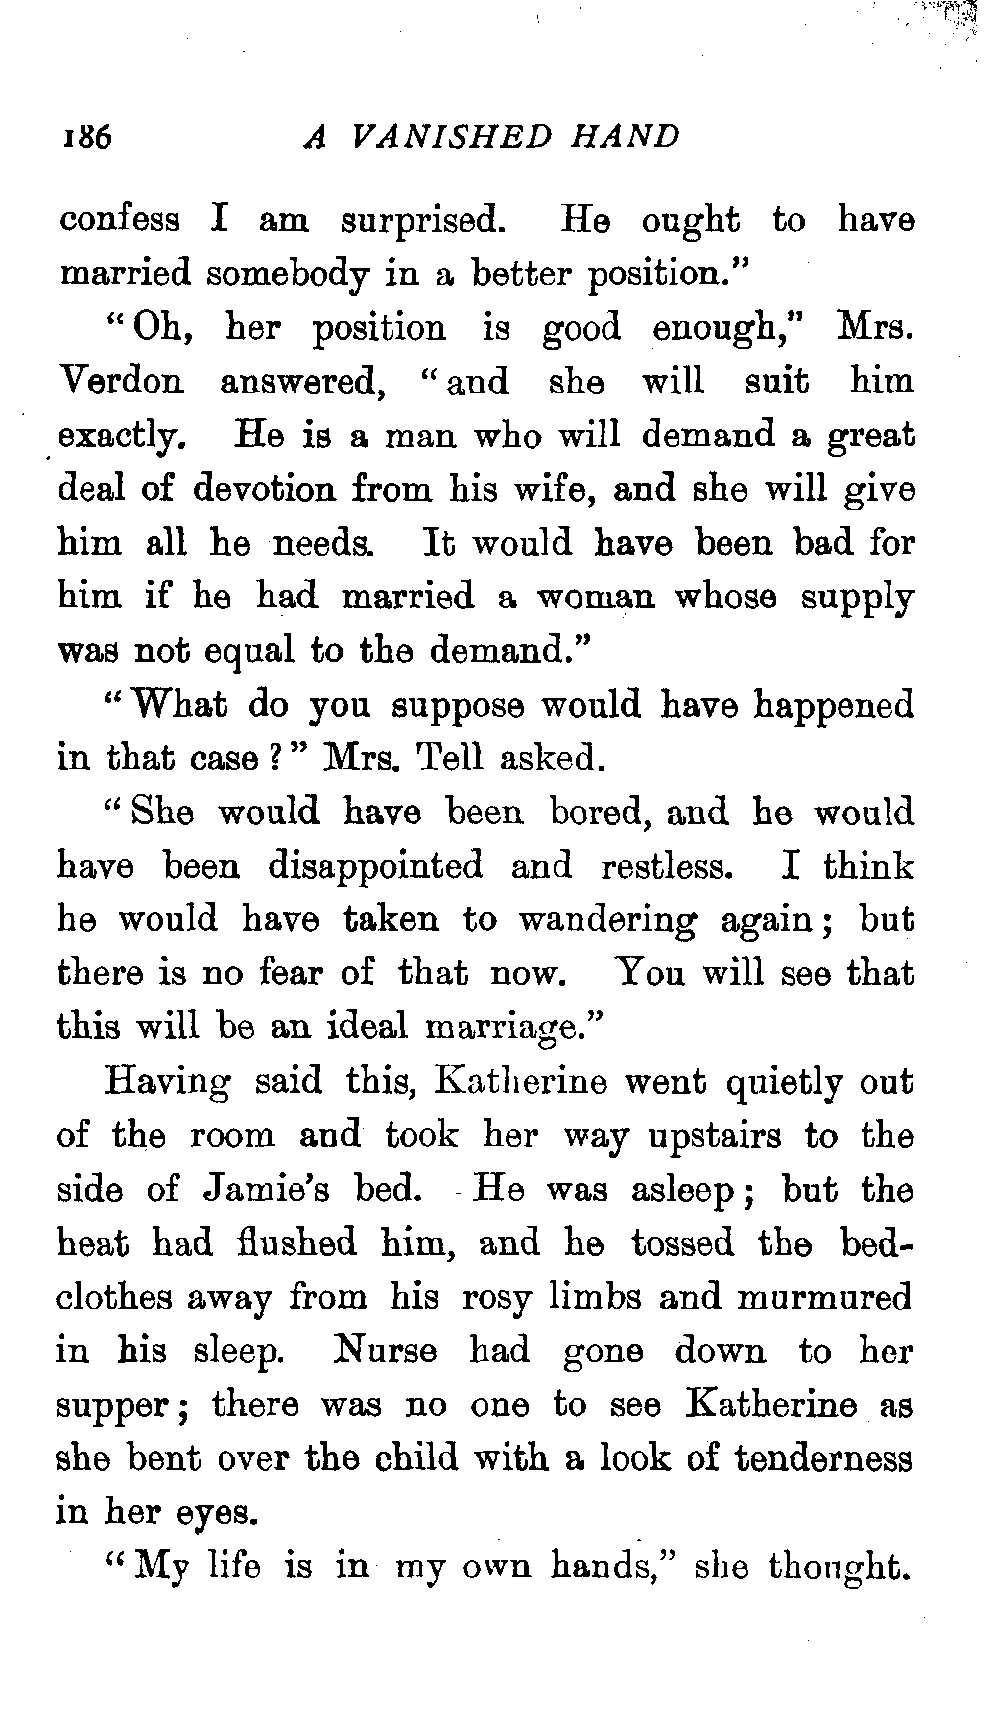 186 A VANISHED HAND
confess I am surprised. He ought to have
married somebody in a better position.”
“Oh, her position is good enough,” Mrs.
Verdon answered, “and she will suit him
exactly. He is a man who will demand a great
deal of devotion from his wife, and she will give
him all he needs. It would have been bad for
him if he had married a woman whose supply
was not equal to the demand.”
“What do you suppose would have happened
in that case?” Mrs. Tell asked.
“She would have been bored, and he would
have been disappointed and restless. I think
he would have taken to wandering again; but
there is no fear of that now. You will see that
this will be an ideal marriage.”
Having said this, Katherine went quietly out
of the room and took her way upstairs to the
side of Jamie’s bed. He was asleep; but the
heat had flushed him, and he tossed the bed-
clothes away from his rosy limbs and murmured
in his sleep. Nurse had gone down to her
supper; there was no one to see Katherine as
she bent over the child with a look of tenderness
in her eyes.
“My life is in my own hands,” she thought.